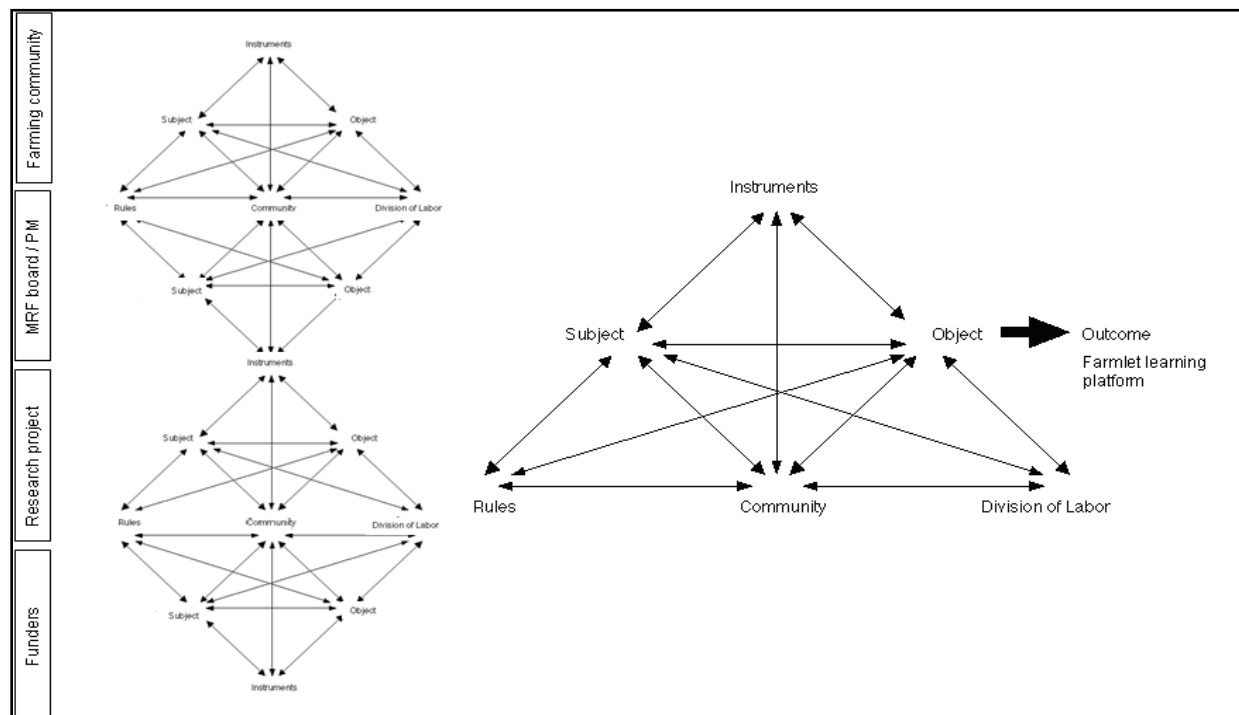 Farming community
MRF board / PM
Research project
Funders
Instruments
Subject
Object
Rules
Community
Division of Labor
Subject
Object
Instruments
Subject
Object
Rules
Community
Division of Labor
Subject
Object
Instruments
Instruments
Subject
Object
Outcome
Farmlet learning
platform
Rules
Community
Division of Labor